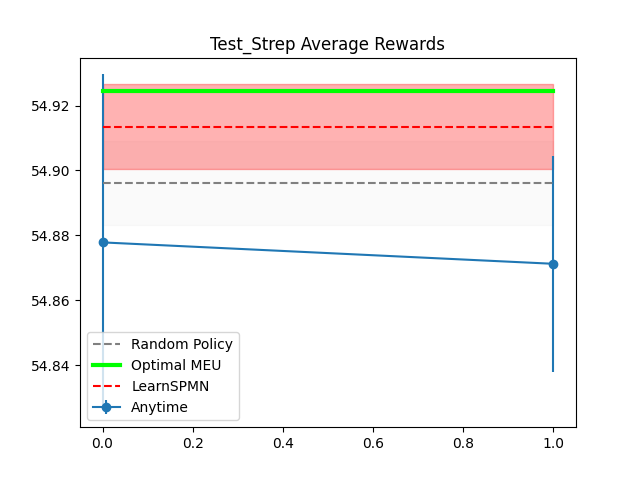 Test_Strep Average Rewards
54.92
54.90
54.88
54.86
54.84
Random Policy
Optimal MEU
LearnSPMN
Anytime
0.0 0.2 0.4 0.6 0.8 1.0